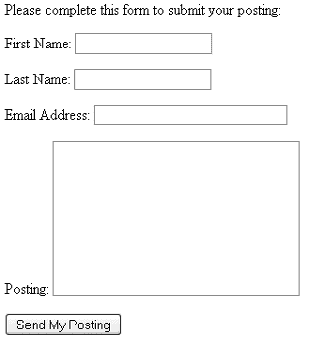 Please complete this form to submit your posting:
First Name:
Last Name:
Email Address:
Posting:
Send My Posting